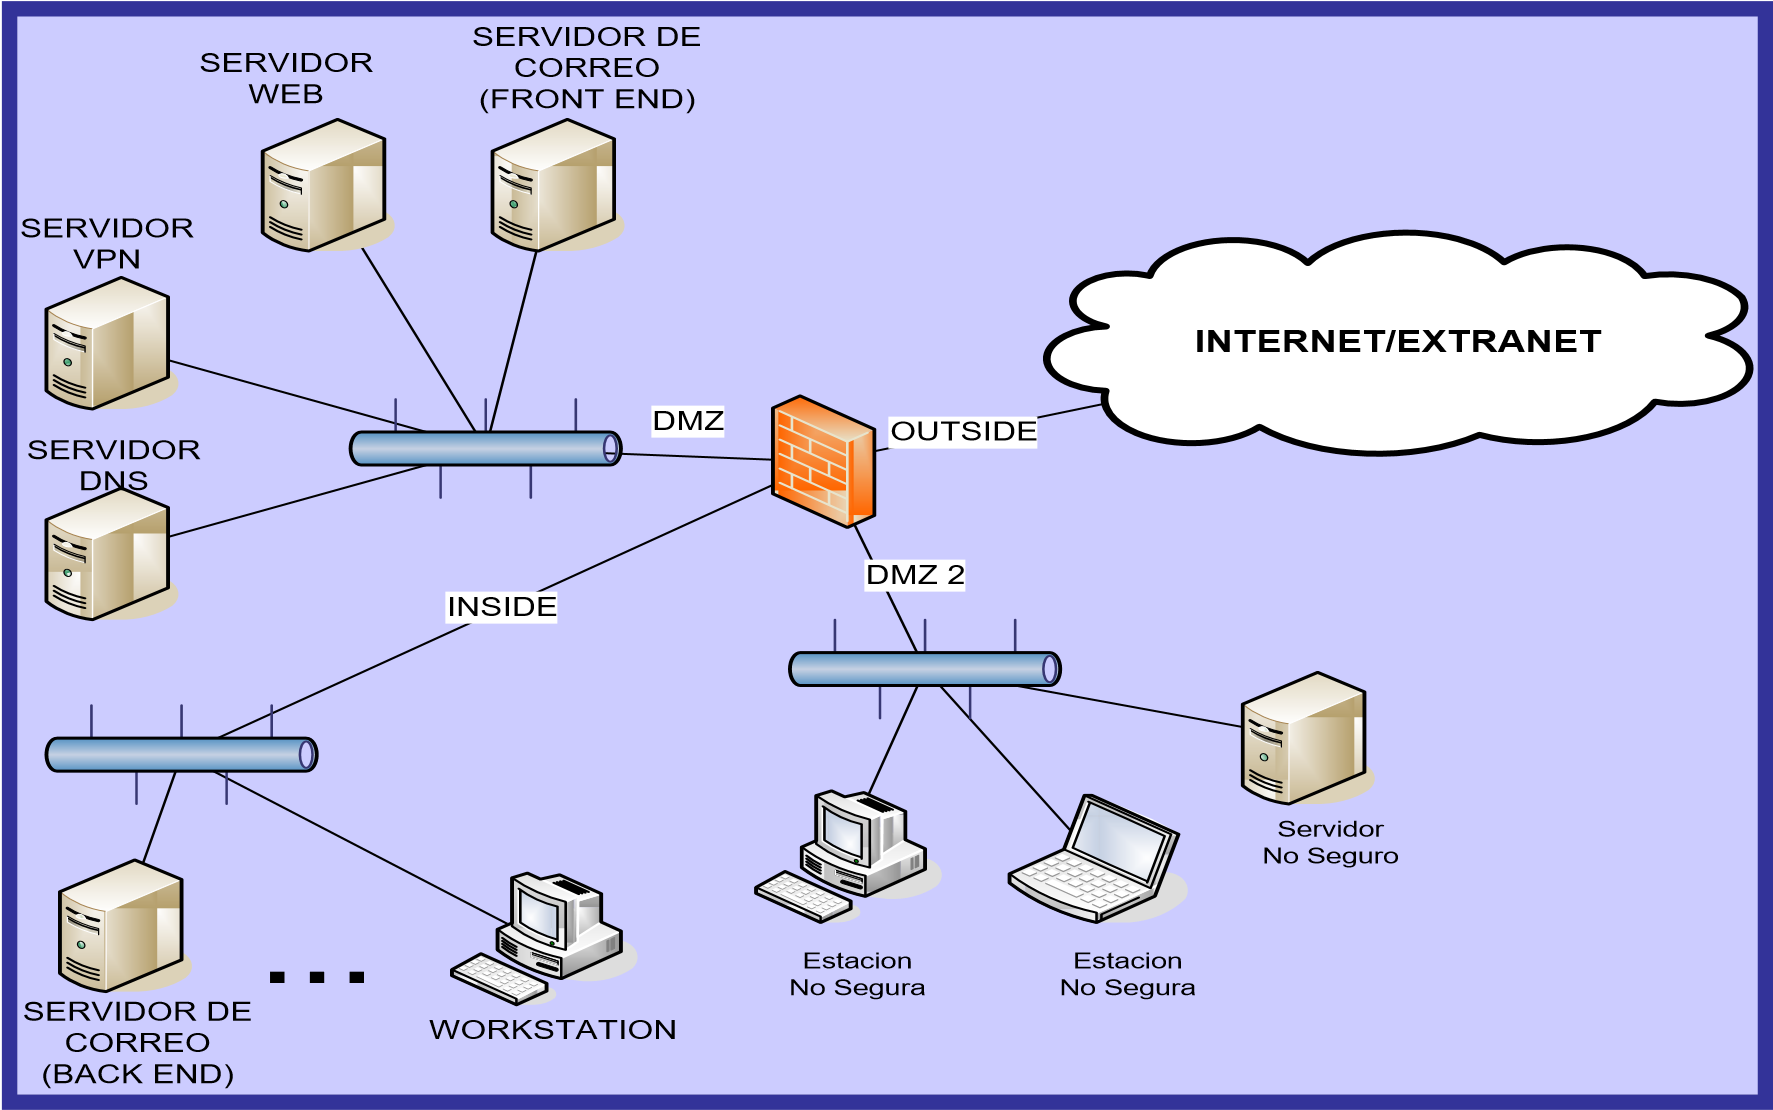 SERVIDOR
WEB
SERVIDOR DE
CORREO
(FRONT END)
SERVIDOR
VPN
SERVIDOR
DNS
DMZ
OUTSIDE
INTERNET/EXTRANET
INSIDE
DMZ 2
Servidor
No Seguro
Estacion
No Segura
Estacion
No Segura
SERVIDOR DE
CORREO
(BACK END)
...
WORKSTATION